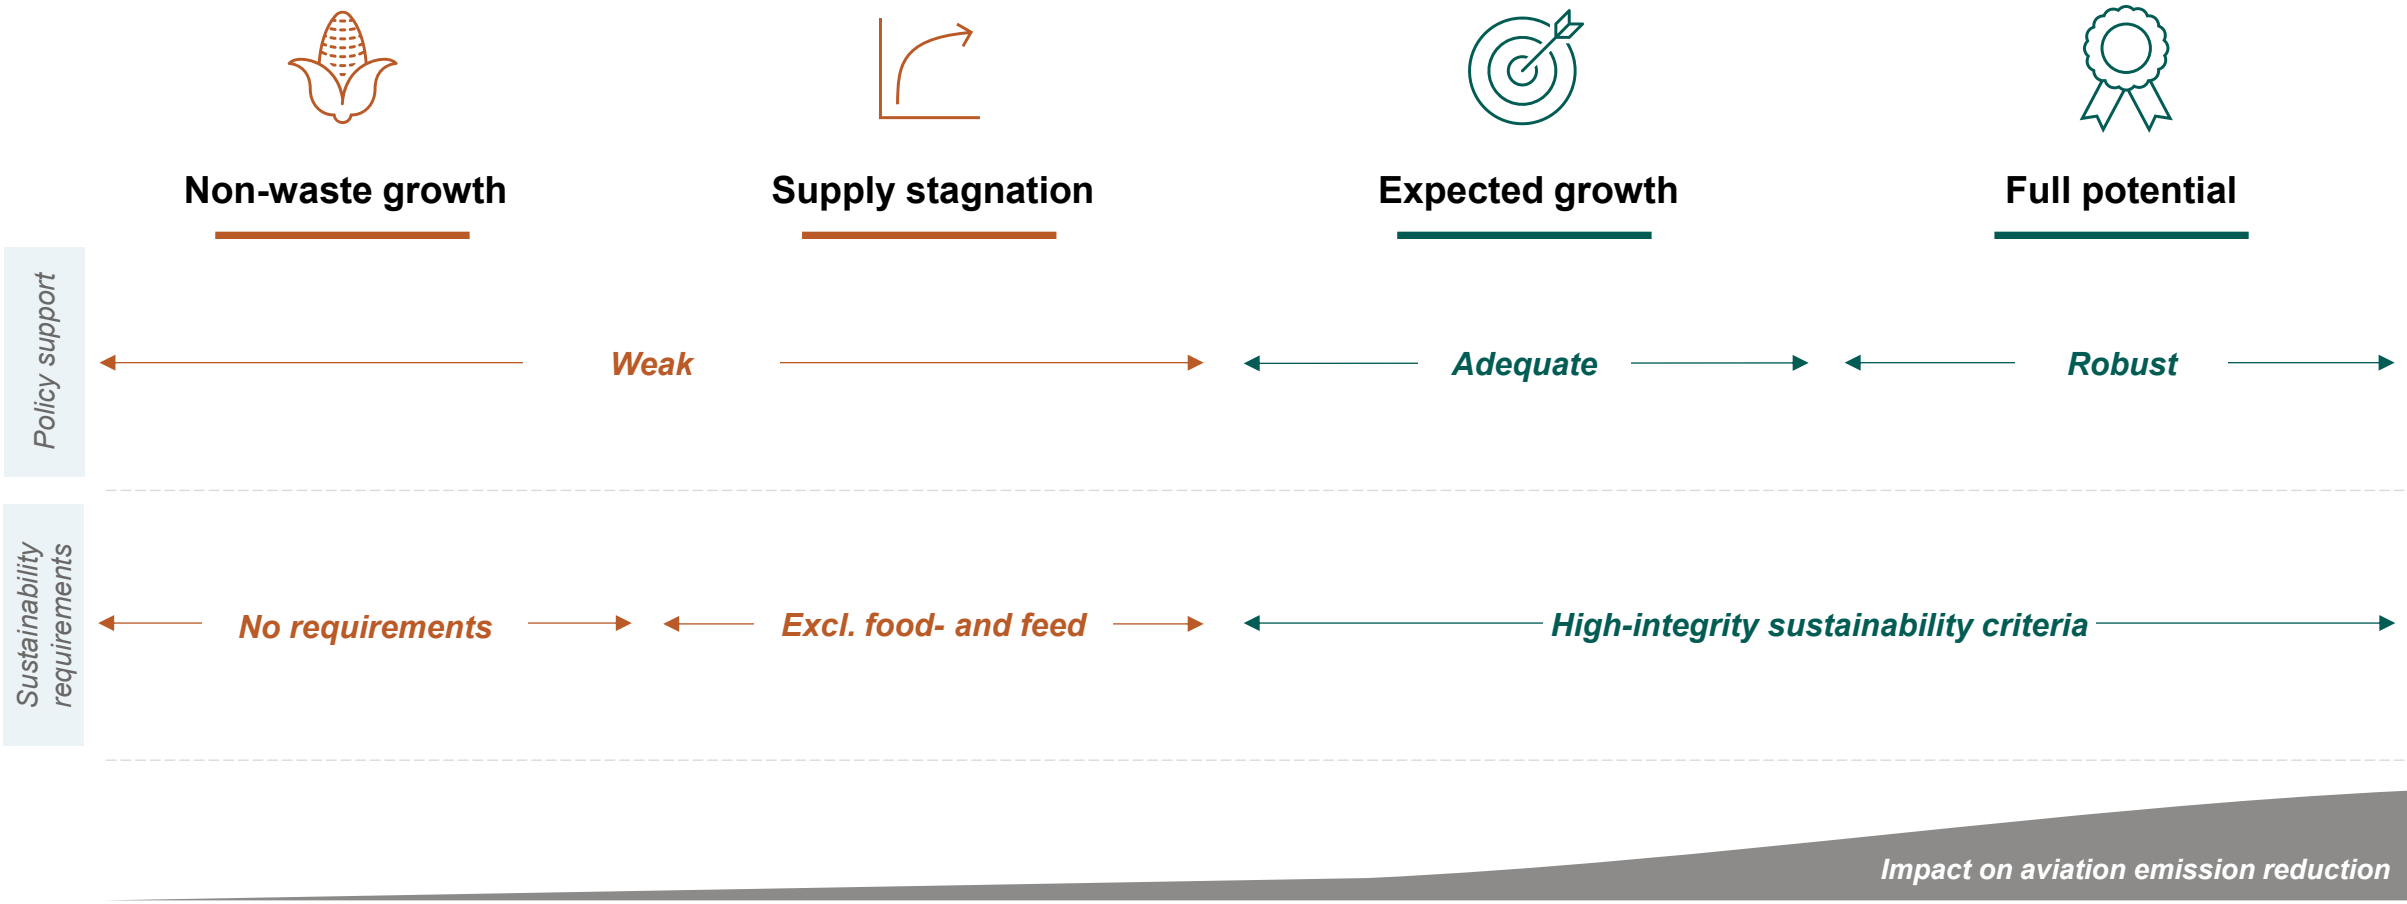 Non-waste growth
Supply stagnation
Expected growth
Full potential
Policy support
Weak
Adequate
Robust
Sustainability
requirements
No requirements
Excl. food- and feed
High-integrity sustainability criteria
Impact on aviation emission reduction